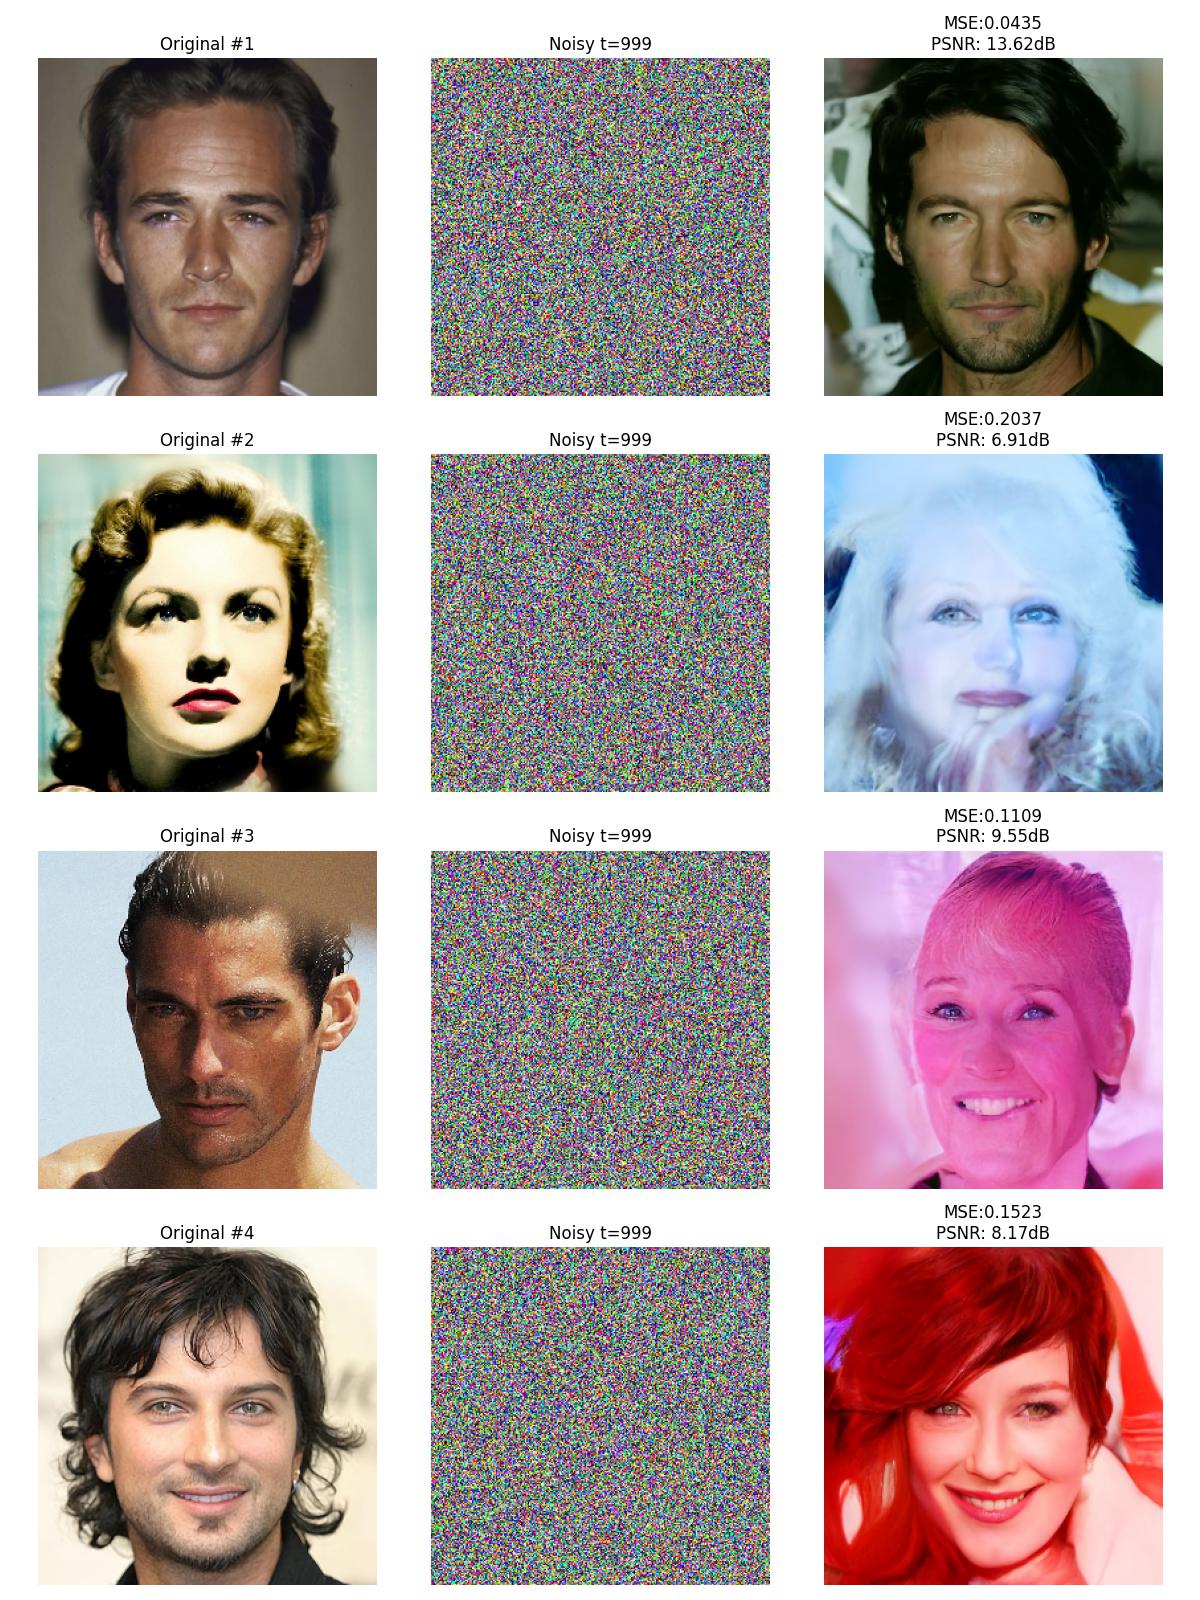 Original #1
Noisy t=999
MSE:0.0435
PSNR: 13.62dB
Original #2
Noisy t=999
MSE:0.2037
PSNR: 6.91dB
Original #3
Noisy t=999
MSE:0.1109
PSNR: 9.55dB
Original #4
Noisy t=999
MSE:0.1523
PSNR: 8.17dB